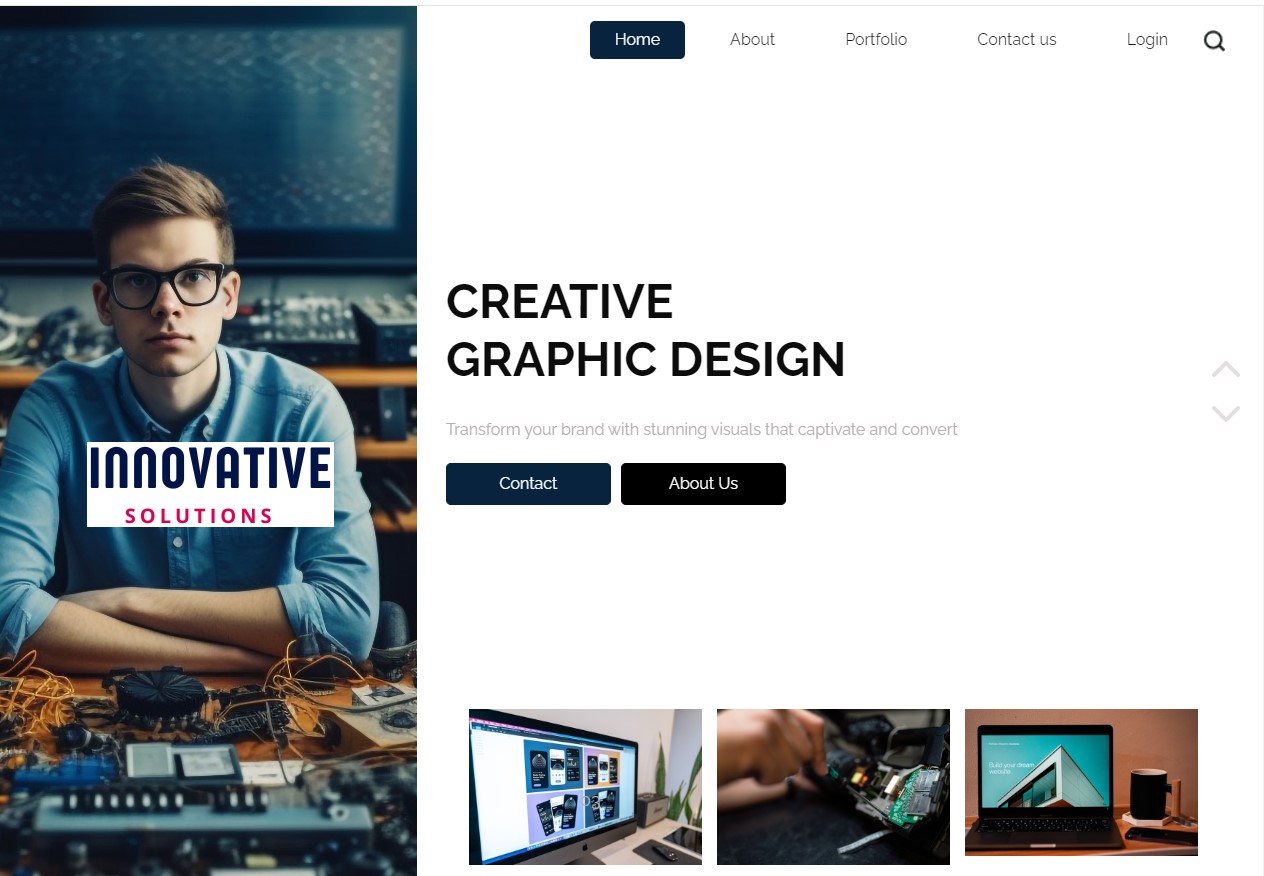 Home About Portfolio Contact us Login
CREATIVE
GRAPHIC DESIGN
Transform your brand with stunning visuals that captivate and convert
Contact About Us
INNOVATIVE
SOLUTIONS
Build your dream
website.